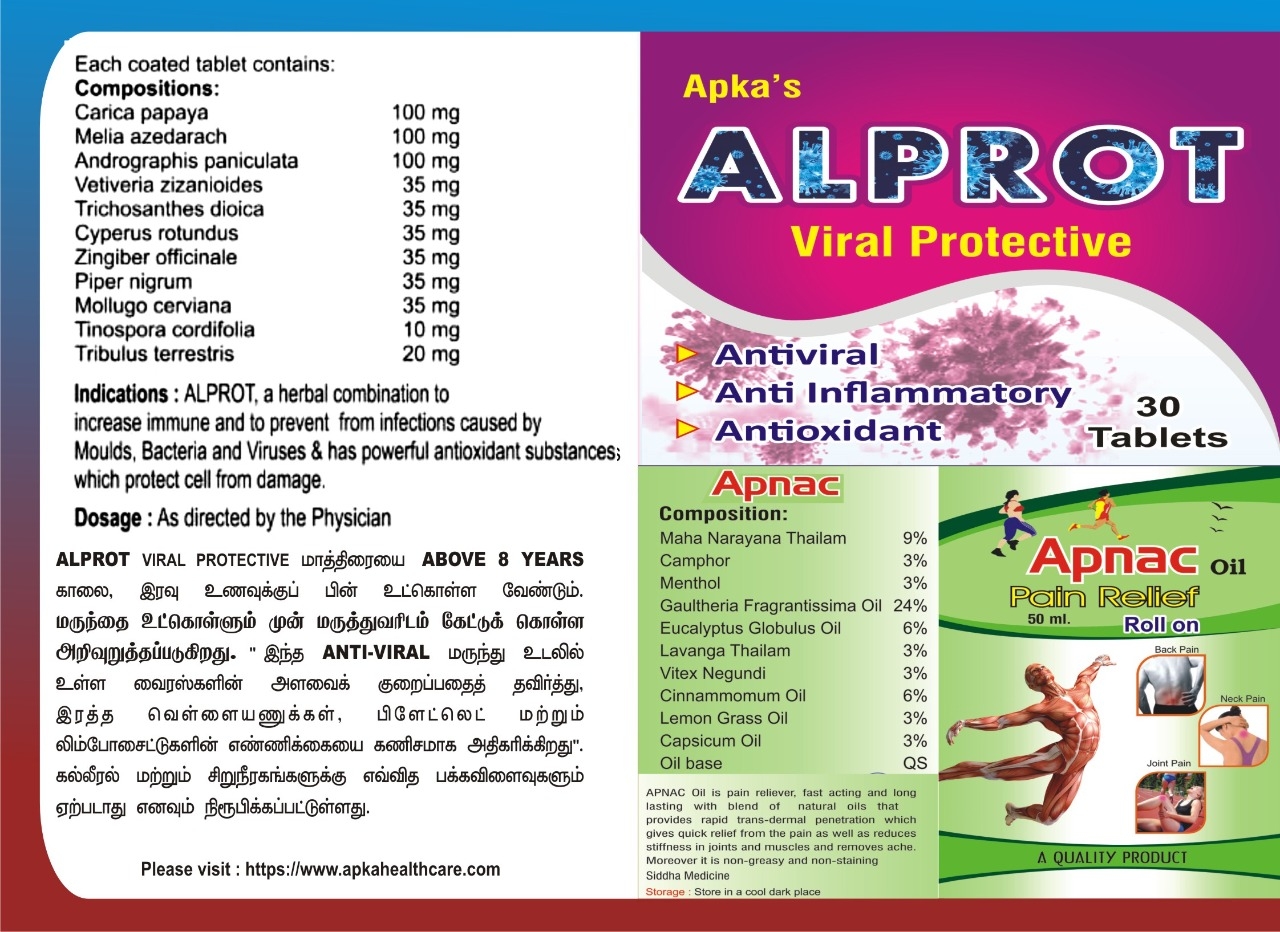 Each coated tablet contains:
Compositions:
Carica papaya 100 mg
Melia azedarach 100 mg
Andrographis paniculata 100 mg
Vetiveria zizanioides 35 mg
Trichosanthes dioica 35 mg
Cyperus rotundus 35 mg
Zingiber officinale 35 mg
Piper nigrum 35 mg
Mollugo cerviana 35 mg
Tinospora cordifolia 10 mg
Tribulus terrestris 20 mg
Indications : ALPROT, a herbal combination to
increase immune and to prevent from infections caused by
Moulds, Bacteria and Viruses & has powerful antioxidant substances;
which protect cell from damage.
Dosage : As directed by the Physician
ALPROT VIRAL PROTECTIVE மாத்திரையை ABOVE 8 YEARS
காலை, இரவு உணவுக்குப் பின் உட்கொள்ள வேண்டும்.
மருந்தை உட்கொள்ளும் முன் மருத்துவரிடம் கேட்டுக் கொள்ள
அறிவுறுத்தப்படுகிறது. " இந்த ANTI-VIRAL மருந்து உடலில்
உள்ள வைரஸ்களின் அளவைக் குறைப்பதைத் தவிர்த்து,
இரத்த வெள்ளையணுக்கள், பிளேட்லெட் மற்றும்
லிம்போசைட்டுகளின் எண்ணிக்கையை கணிசமாக அதிகரிக்கிறது".
கல்லீரல் மற்றும் சிறுநீரகங்களுக்கு எவ்வித பக்கவிளைவுகளும்
ஏற்படாது எனவும் நிரூபிக்கப்பட்டுள்ளது.
Please visit : https://www.apkahealthcare.com
Apka's
ALPROT
Viral Protective
Antiviral
Anti Inflammatory
Antioxidant
30
Tablets
Apnac
Composition:
Maha Narayana Thailam 9%
Camphor 3%
Menthol 3%
Gaultheria Fragrantissima Oil 24%
Eucalyptus Globulus Oil 6%
Lavanga Thailam 3%
Vitex Negundi 3%
Cinnammomum Oil 6%
Lemon Grass Oil 3%
Capsicum Oil 3%
Oil base QS
APNAC Oil is pain reliever, fast acting and long
lasting with blend of natural oils that
provides rapid trans-dermal penetration which
gives quick relief from the pain as well as reduces
stiffness in joints and muscles and removes ache.
Moreover it is non-greasy and non-staining
Siddha Medicine
Storage : Store in a cool dark place
Apnac Oil
Pain Relief
50 ml.
Roll on
Back Pain
Neck Pain
Joint Pain
A QUALITY PRODUCT